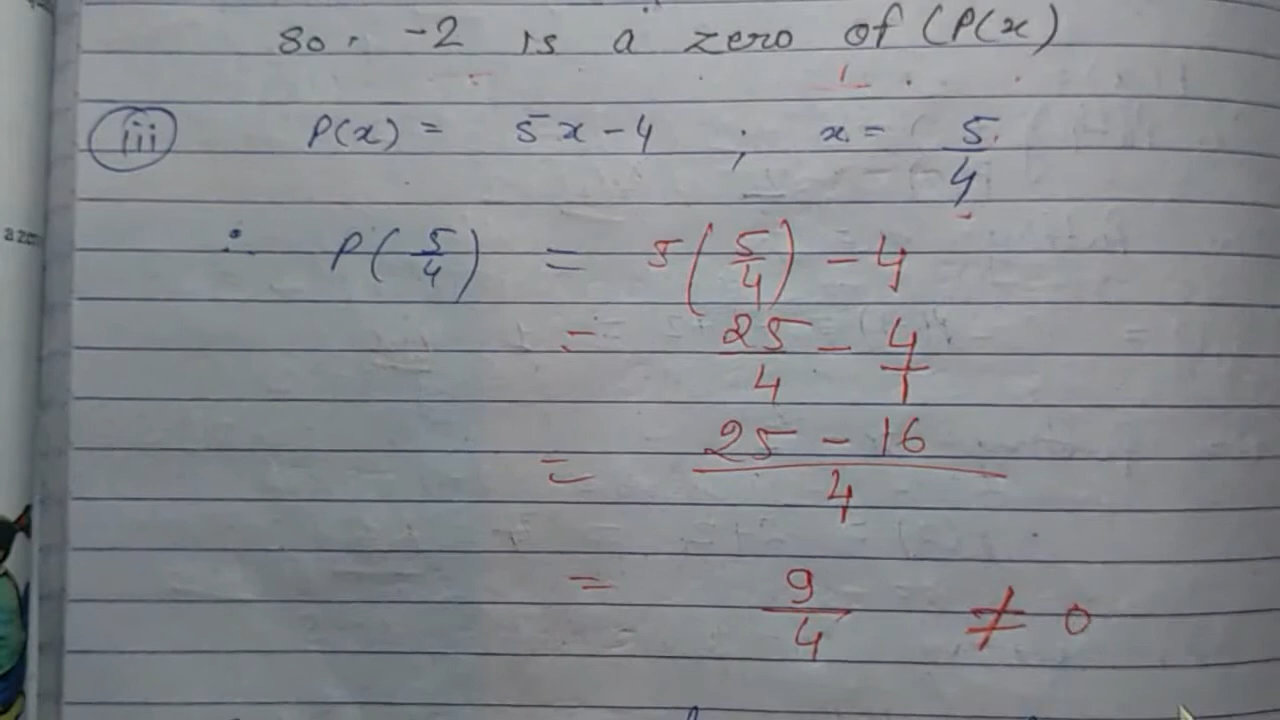 so. -2 is a zero of (P(x)
(iii) P(x) = 5x-4 ; x = 5/4
∴ P(5/4) = 5(5/4) - 4
= 25/4 - 4/1
= 25 - 16 / 4
= 9/4 ≠ 0